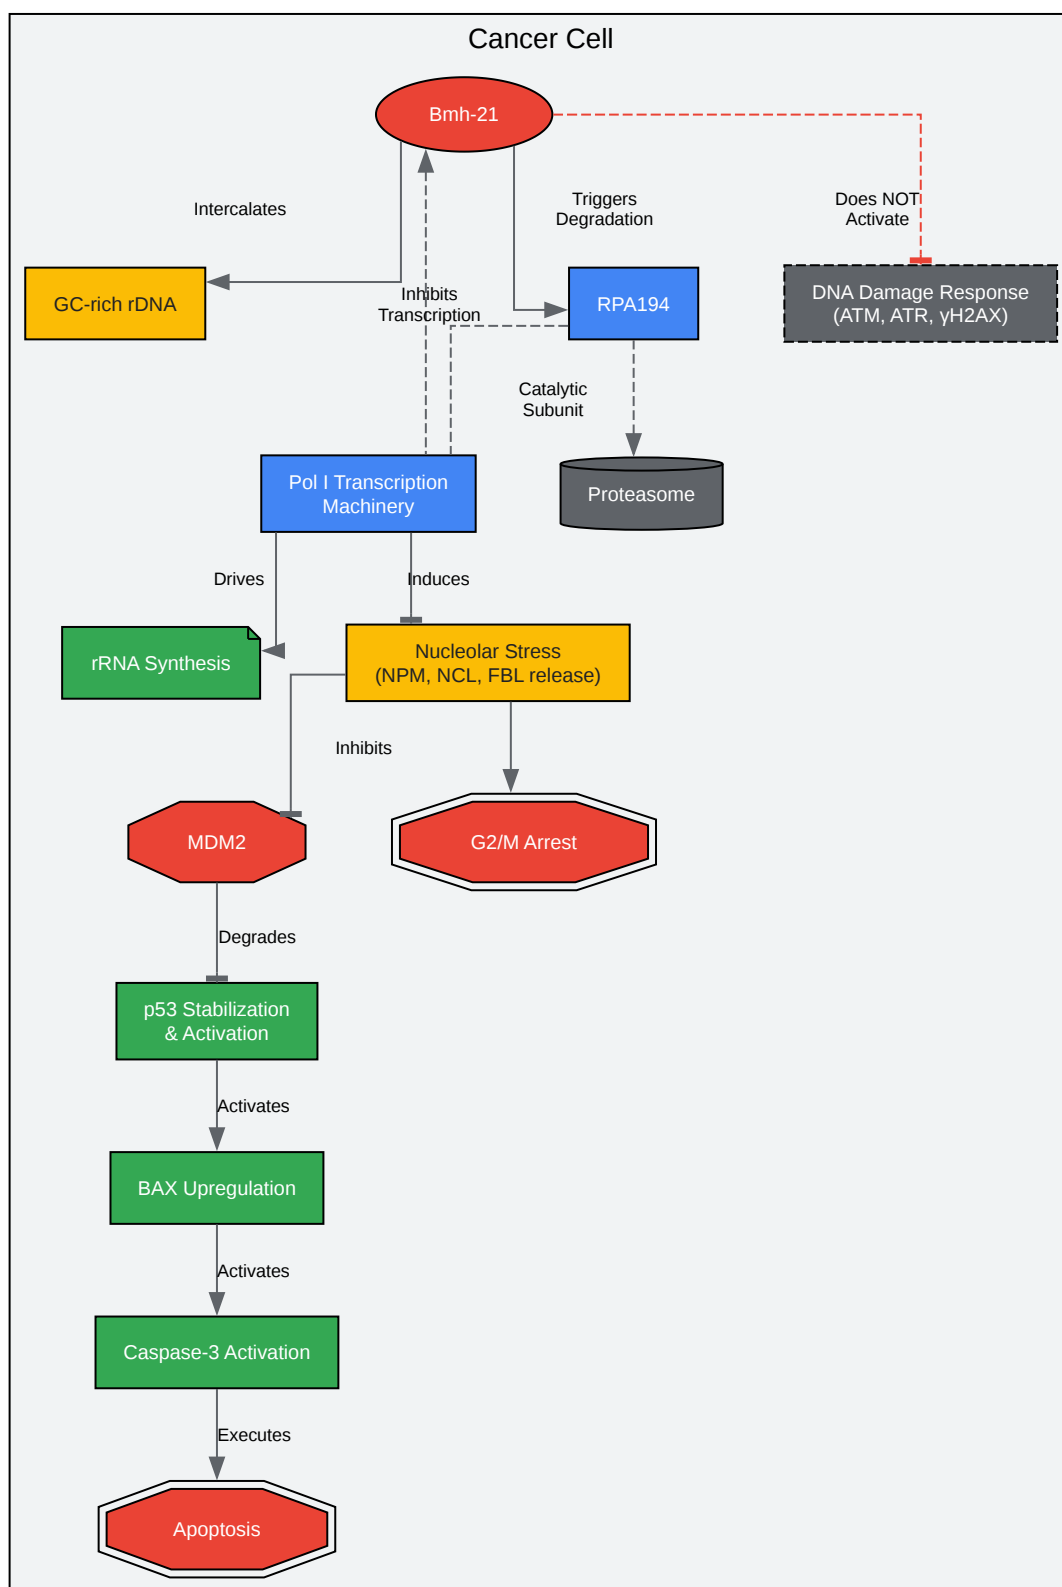 Cancer Cell
Bmh-21
Intercalates
Triggers
Degradation
Does NOT
Activate
GC-rich rDNA
Inhibits
Transcription
RPA194
DNA Damage Response
(ATM, ATR, γH2AX)
Catalytic
Subunit
Pol I Transcription
Machinery
Proteasome
Drives
Induces
rRNA Synthesis
Nucleolar Stress
(NPM, NCL, FBL release)
Inhibits
MDM2
G2/M Arrest
Degrades
p53 Stabilization
& Activation
Activates
BAX Upregulation
Activates
Caspase-3 Activation
Executes
Apoptosis